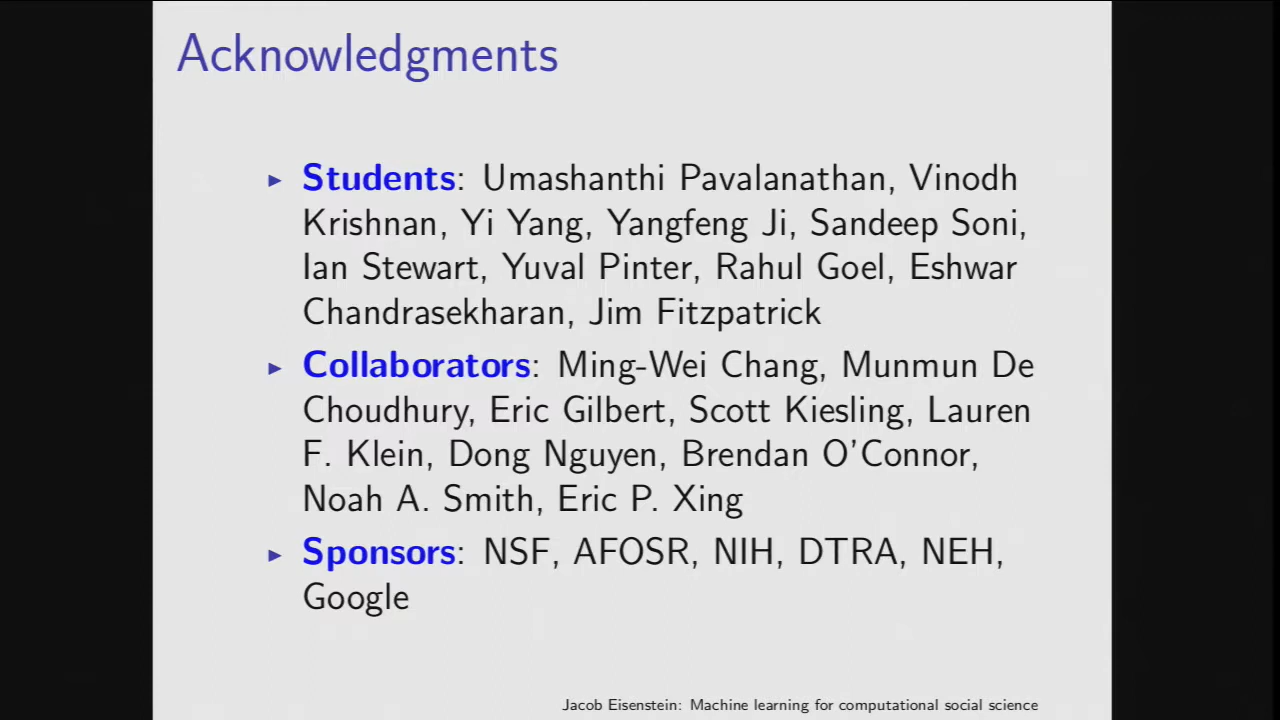 Acknowledgments
▶ Students: Umashanthi Pavalanathan, Vinodh
Krishnan, Yi Yang, Yangfeng Ji, Sandeep Soni,
Ian Stewart, Yuval Pinter, Rahul Goel, Eshwar
Chandrasekharan, Jim Fitzpatrick
▶ Collaborators: Ming-Wei Chang, Munmun De
Choudhury, Eric Gilbert, Scott Kiesling, Lauren
F. Klein, Dong Nguyen, Brendan O'Connor,
Noah A. Smith, Eric P. Xing
▶ Sponsors: NSF, AFOSR, NIH, DTRA, NEH,
Google
Jacob Eisenstein: Machine learning for computational social science